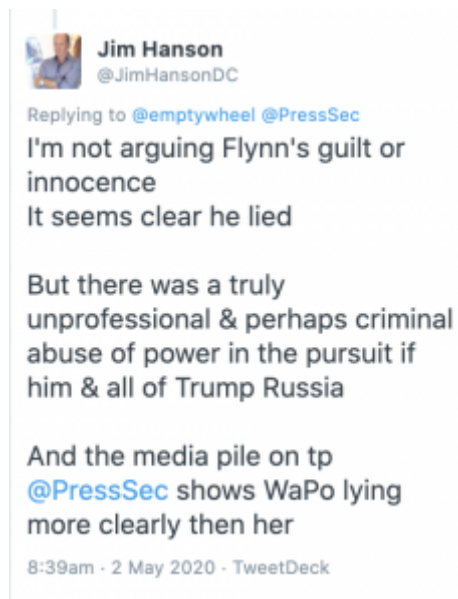 Jim Hanson
@JimHansonDC
Replying to @emptywheel @PressSec
I'm not arguing Flynn's guilt or
innocence
It seems clear he lied
But there was a truly
unprofessional & perhaps criminal
abuse of power in the pursuit if
him & all of Trump Russia
And the media pile on tp
@PressSec shows WaPo lying
more clearly then her
8:39am · 2 May 2020 · TweetDeck